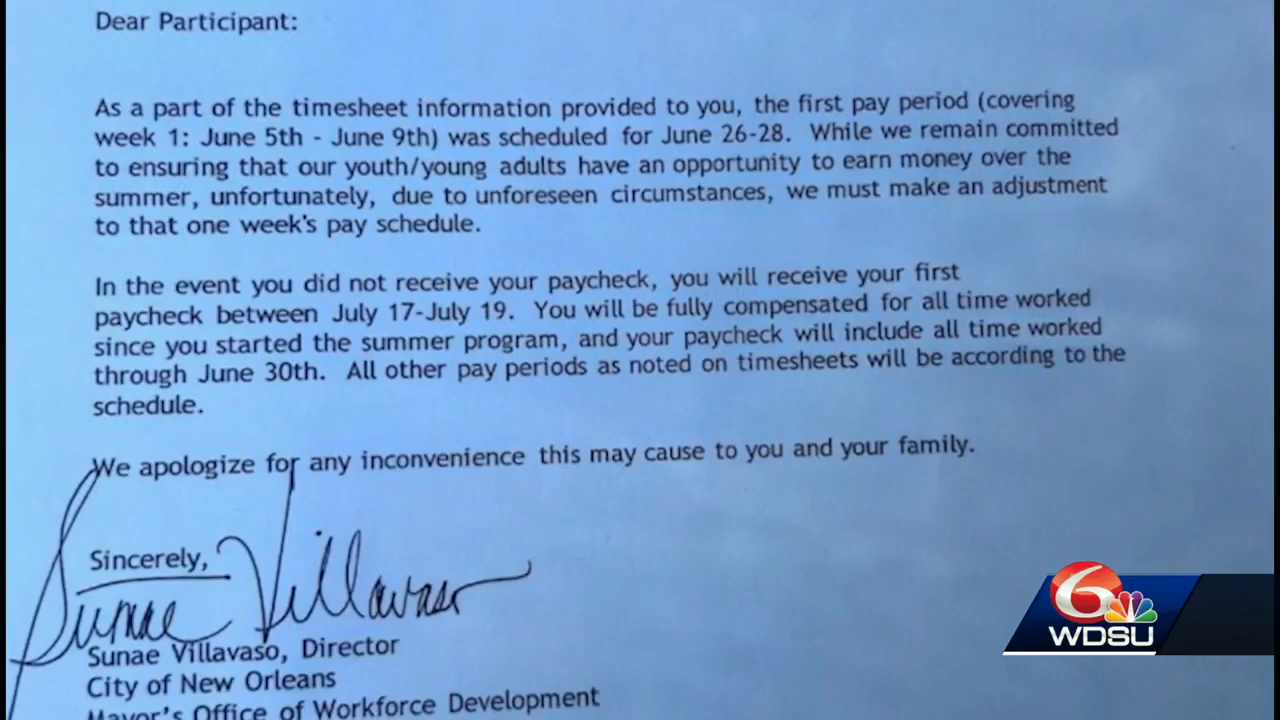 Dear Participant:
As a part of the timesheet information provided to you, the first pay period (covering
week 1: June 5th - June 9th) was scheduled for June 26-28. While we remain committed
to ensuring that our youth/young adults have an opportunity to earn money over the
summer, unfortunately, due to unforeseen circumstances, we must make an adjustment
to that one week's pay schedule.
In the event you did not receive your paycheck, you will receive your first
paycheck between July 17-July 19. You will be fully compensated for all time worked
since you started the summer program, and your paycheck will include all time worked
through June 30th. All other pay periods as noted on timesheets will be according to the
schedule.
We apologize for any inconvenience this may cause to you and your family.
Sincerely,
Sunae Villavaso
Sunae Villavaso, Director
City of New Orleans
Mayor's Office of Workforce Development
6
WDSU